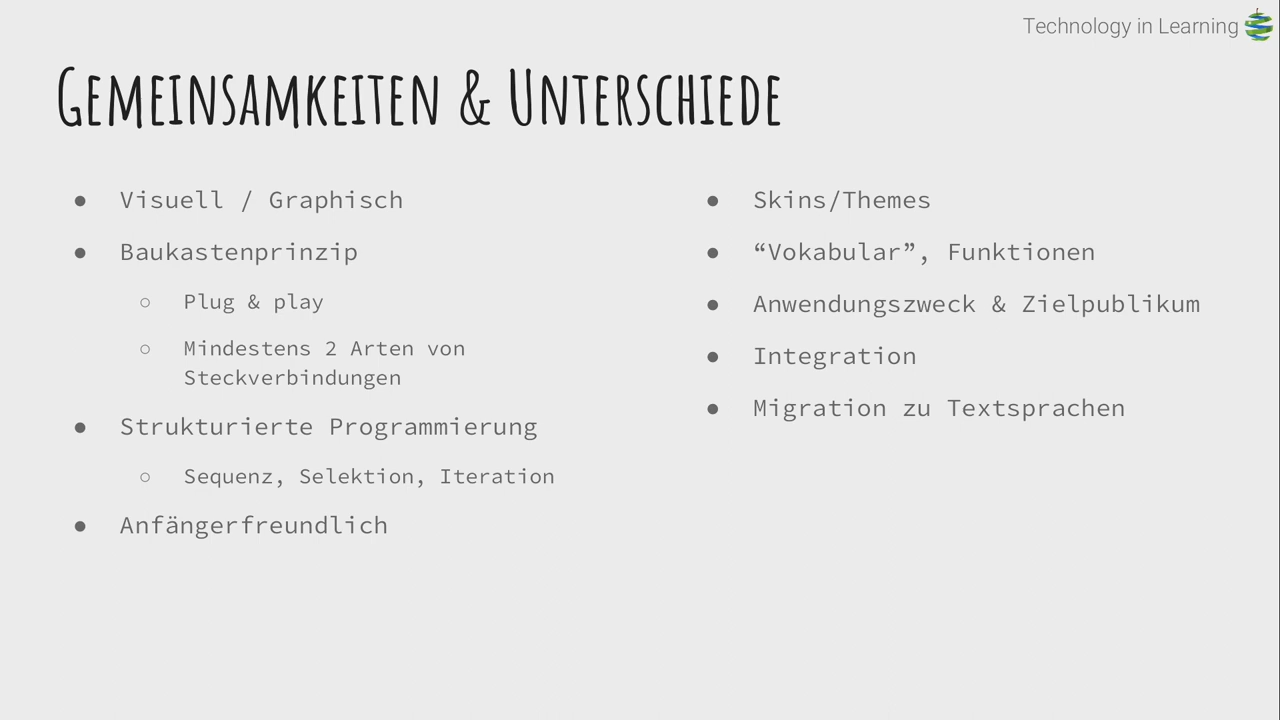 Technology in Learning
Gemeinsamkeiten & Unterschiede
● Visuell / Graphisch
● Baukastenprinzip
○ Plug & play
○ Mindestens 2 Arten von
Steckverbindungen
● Strukturierte Programmierung
○ Sequenz, Selektion, Iteration
● Anfängerfreundlich
● Skins/Themes
● “Vokabular”, Funktionen
● Anwendungszweck & Zielpublikum
● Integration
● Migration zu Textsprachen